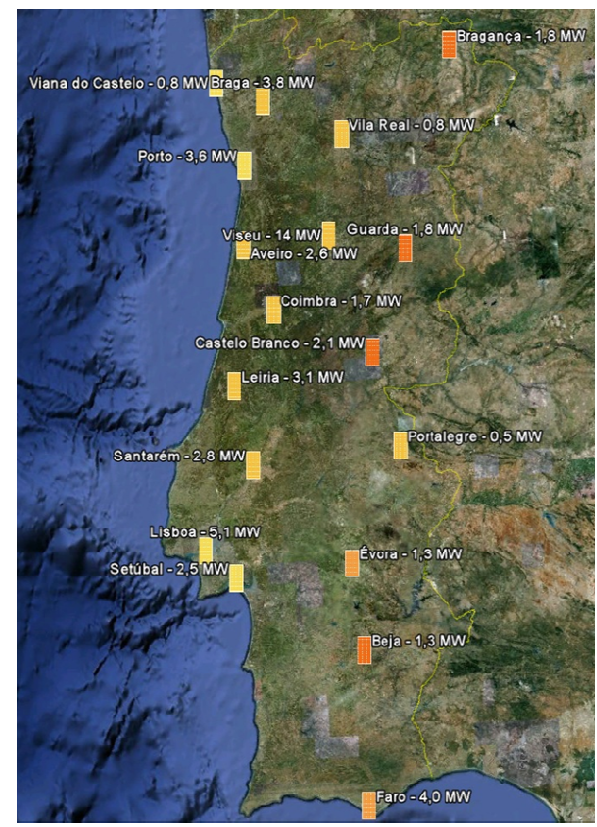 Bragança - 1,8 MW
Viana do Castelo - 0,8 MW
Braga - 3,8 MW
Vila Real - 0,8 MW
Porto - 3,6 MW
Viseu - 14 MW
Guarda - 1,8 MW
Aveiro - 2,6 MW
Coimbra - 1,7 MW
Castelo Branco - 2,1 MW
Leiria - 3,1 MW
Portalegre - 0,5 MW
Santarém - 2,8 MW
Lisboa - 5,1 MW
Évora - 1,3 MW
Setúbal - 2,5 MW
Beja - 1,3 MW
Faro - 4,0 MW